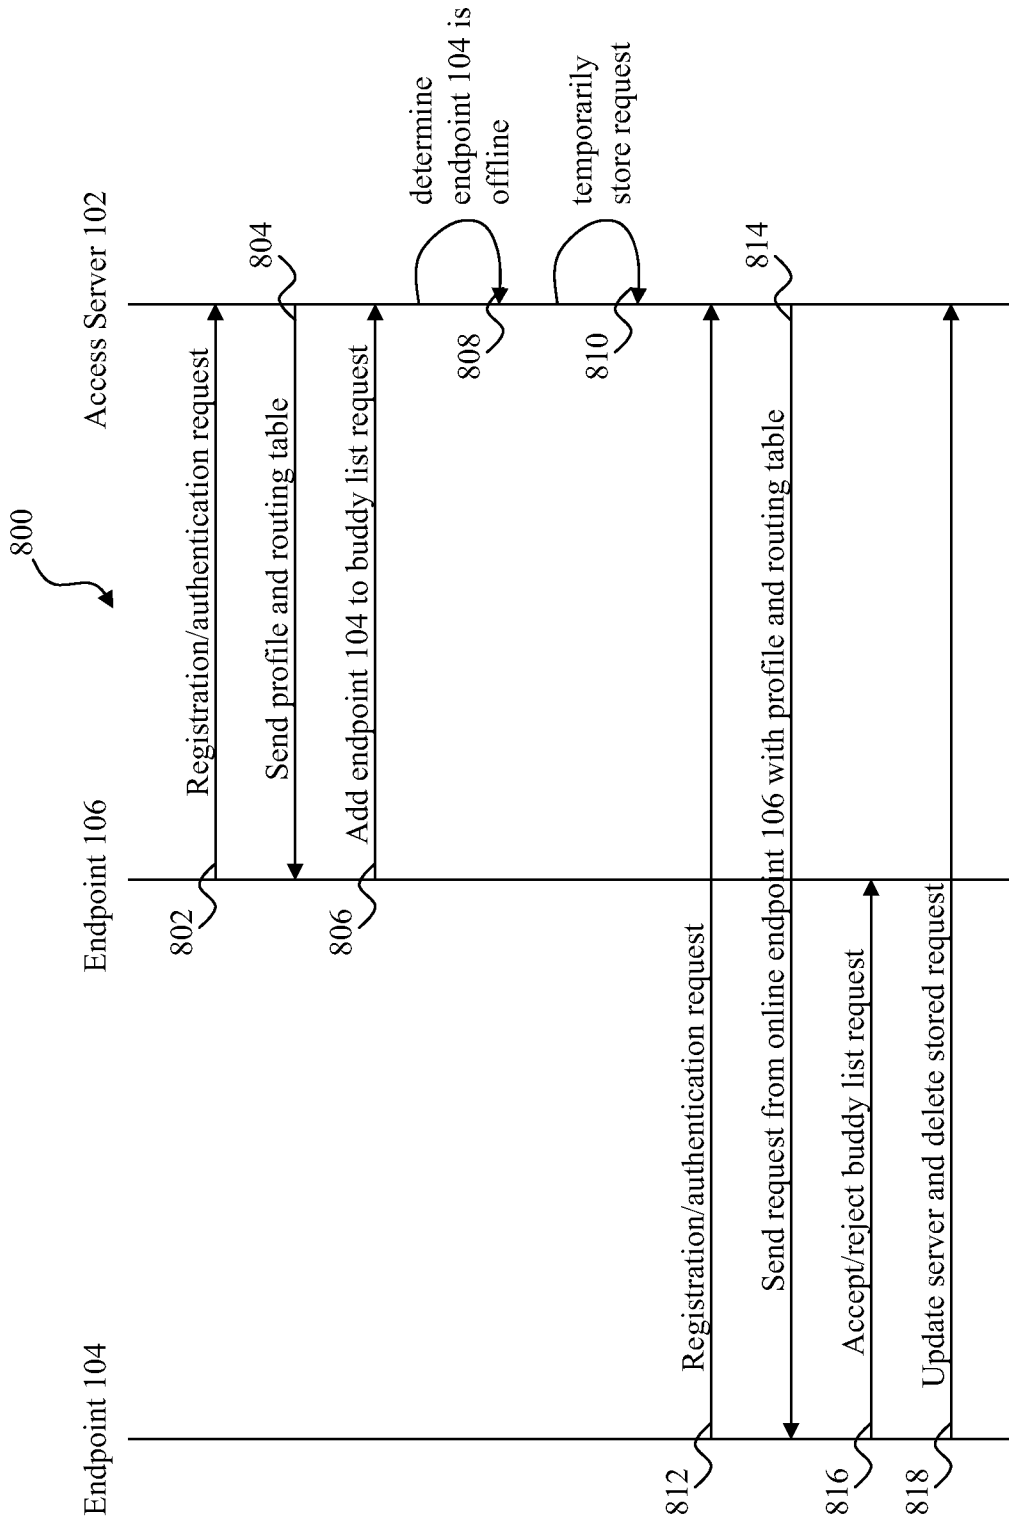 800
Endpoint 104
Endpoint 106
Access Server 102
Registration/authentication request
802
Send profile and routing table
804
Add endpoint 104 to buddy list request
806
determine
endpoint 104 is
offline
808
temporarily
store request
810
Registration/authentication request
812
Send request from online endpoint 106 with profile and routing table
814
Accept/reject buddy list request
816
Update server and delete stored request
818